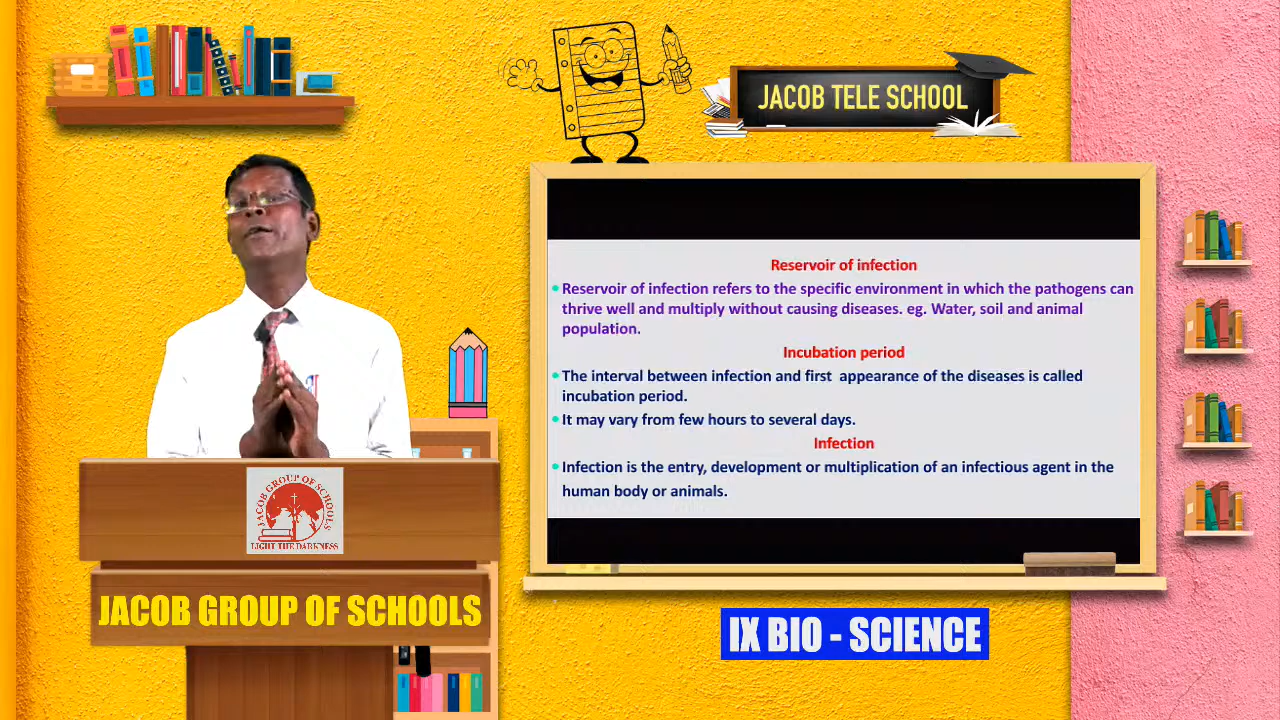 JACOB TELE SCHOOL
Reservoir of infection
Reservoir of infection refers to the specific environment in which the pathogens can
thrive well and multiply without causing diseases. eg. Water, soil and animal
population.
Incubation period
The interval between infection and first appearance of the diseases is called
incubation period.
It may vary from few hours to several days.
Infection
Infection is the entry, development or multiplication of an infectious agent in the
human body or animals.
JACOB GROUP OF SCHOOLS
LIGHT THE DARKNESS
JACOB GROUP OF SCHOOLS
IX BIO - SCIENCE